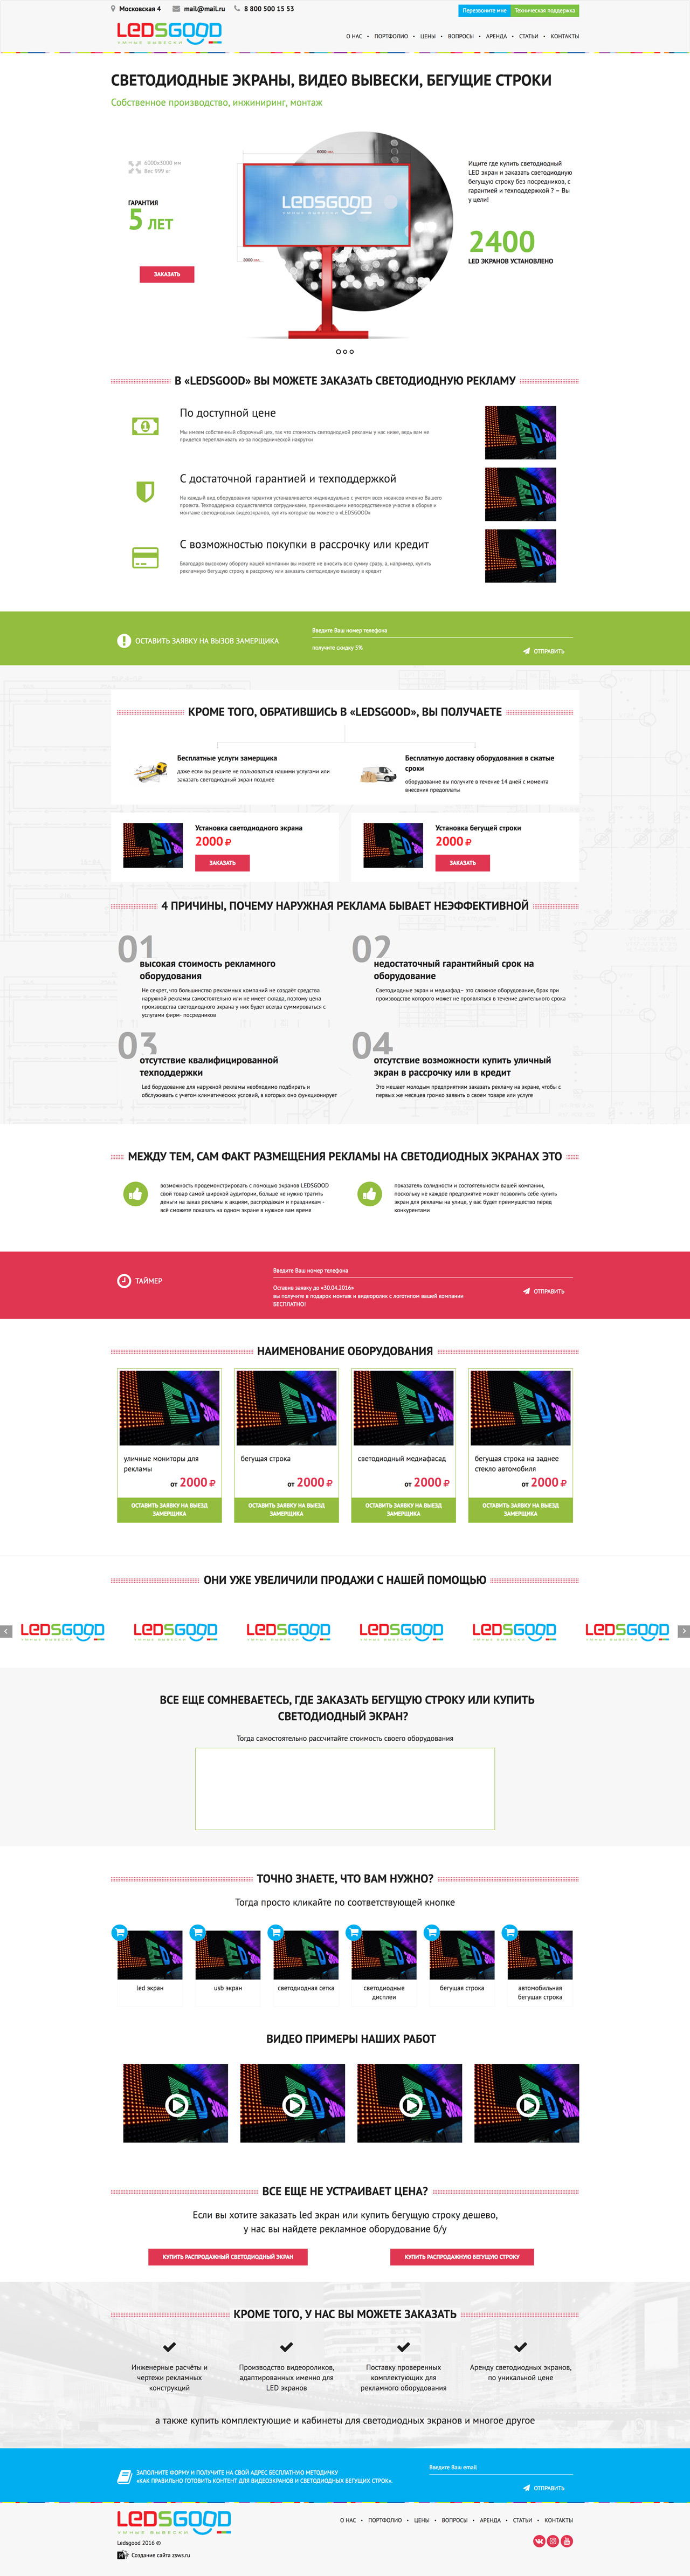 Московская 4
mail@mail.ru
8 800 500 15 53
Перезвоните мне
Техническая поддержка
LEDSGOOD
УМНЫЕ ВЫВЕСКИ
О НАС • ПОРТФОЛИО • ЦЕНЫ • ВОПРОСЫ • АРЕНДА • СТАТЬИ • КОНТАКТЫ
СВЕТОДИОДНЫЕ ЭКРАНЫ, ВИДЕО ВЫВЕСКИ, БЕГУЩИЕ СТРОКИ
Собственное производство, инжиниринг, монтаж
6000х3000 мм
Вес 999 кг
ГАРАНТИЯ
5 ЛЕТ
ЗАКАЗАТЬ
6000 мм.
LEDSGOOD
УМНЫЕ ВЫВЕСКИ
3000 мм.
Ищите где купить светодиодный
LED экран и заказать светодиодную
бегущую строку без посредников, с
гарантией и техподдержкой ? – Вы
у цели!
2400
LED ЭКРАНОВ УСТАНОВЛЕНО
В «LEDSGOOD» ВЫ МОЖЕТЕ ЗАКАЗАТЬ СВЕТОДИОДНУЮ РЕКЛАМУ
По доступной цене
Мы имеем собственный сборочный цех, так что стоимость светодиодной рекламы у нас ниже, ведь вам не
придется переплачивать из-за посреднической накрутки
С достаточной гарантией и техподдержкой
На каждый вид оборудования гарантия устанавливается индивидуально с учетом всех нюансов именно Вашего
проекта. Техподдержка осуществляется сотрудниками, принимающими непосредственное участие в сборке и
монтаже светодиодных видеоэкранов, купить которые вы можете в «LEDSGOOD»
С возможностью покупки в рассрочку или кредит
Благодаря высокому обороту нашей компании вы можете не вносить всю сумму сразу, а, например, купить
рекламную бегущую строку в рассрочку или заказать светодиодную вывеску в кредит
ОСТАВИТЬ ЗАЯВКУ НА ВЫЗОВ ЗАМЕРЩИКА
Введите Ваш номер телефона
получите скидку 5%
ОТПРАВИТЬ
КРОМЕ ТОГО, ОБРАТИВШИСЬ В «LEDSGOOD», ВЫ ПОЛУЧАЕТЕ
Бесплатные услуги замерщика
даже если вы решите не пользоваться нашими услугами или
заказать светодиодный экран позднее
Бесплатную доставку оборудования в сжатые
сроки
оборудование вы получите в течение 14 дней с момента
внесения предоплаты
Установка светодиодного экрана
2000 ₽
ЗАКАЗАТЬ
Установка бегущей строки
2000 ₽
ЗАКАЗАТЬ
4 ПРИЧИНЫ, ПОЧЕМУ НАРУЖНАЯ РЕКЛАМА БЫВАЕТ НЕЭФФЕКТИВНОЙ
01
высокая стоимость рекламного
оборудования
Не секрет, что большинство рекламных компаний не создаёт средства
наружной рекламы самостоятельно или не имеет склада, поэтому цена
производства светодиодного экрана у них будет всегда суммироваться с
услугами фирм- посредников
02
недостаточный гарантийный срок на
оборудование
Светодиодные экран и медиафад– это сложное оборудование, брак при
производстве которого может не проявляться в течение длительного срока
03
отсутствие квалифицированной
техподдержки
Led борудование для наружной рекламы необходимо подбирать и
обслуживать с учетом климатических условий, в которых оно функционирует
04
отсутствие возможности купить уличный
экран в рассрочку или в кредит
Это мешает молодым предприятиям заказать рекламу на экране, чтобы с
первых же месяцев громко заявить о своем товаре или услуге
МЕЖДУ ТЕМ, САМ ФАКТ РАЗМЕЩЕНИЯ РЕКЛАМЫ НА СВЕТОДИОДНЫХ ЭКРАНАХ ЭТО
возможность продемонстрировать с помощью экранов LEDSGOOD
свой товар самой широкой аудитории, больше не нужно тратить
деньги на заказ рекламы к акциям, распродажам и праздникам -
всё сможете показать на одном экране в нужное вам время
показатель солидности и состоятельности вашей компании,
поскольку не каждое предприятие может позволить себе купить
экран для рекламы на улице, у вас будет преимущество перед
конкурентами
ТАЙМЕР
Введите Ваш номер телефона
Оставив заявку до «30.04.2016»
вы получите в подарок монтаж и видеоролик с логотипом вашей компании
БЕСПЛАТНО!
ОТПРАВИТЬ
НАИМЕНОВАНИЕ ОБОРУДОВАНИЯ
уличные мониторы для
рекламы
от 2000 ₽
ОСТАВИТЬ ЗАЯВКУ НА ВЫЕЗД
ЗАМЕРЩИКА
бегущая строка
от 2000 ₽
ОСТАВИТЬ ЗАЯВКУ НА ВЫЕЗД
ЗАМЕРЩИКА
светодиодный медиафасад
от 2000 ₽
ОСТАВИТЬ ЗАЯВКУ НА ВЫЕЗД
ЗАМЕРЩИКА
бегущая строка на заднее
стекло автомобиля
от 2000 ₽
ОСТАВИТЬ ЗАЯВКУ НА ВЫЕЗД
ЗАМЕРЩИКА
ОНИ УЖЕ УВЕЛИЧИЛИ ПРОДАЖИ С НАШЕЙ ПОМОЩЬЮ
LEDSGOOD
УМНЫЕ ВЫВЕСКИ
LEDSGOOD
УМНЫЕ ВЫВЕСКИ
LEDSGOOD
УМНЫЕ ВЫВЕСКИ
LEDSGOOD
УМНЫЕ ВЫВЕСКИ
LEDSGOOD
УМНЫЕ ВЫВЕСКИ
LEDSGOOD
УМНЫЕ ВЫВЕСКИ
ВСЕ ЕЩЕ СОМНЕВАЕТЕСЬ, ГДЕ ЗАКАЗАТЬ БЕГУЩУЮ СТРОКУ ИЛИ КУПИТЬ
СВЕТОДИОДНЫЙ ЭКРАН?
Тогда самостоятельно рассчитайте стоимость своего оборудования
ТОЧНО ЗНАЕТЕ, ЧТО ВАМ НУЖНО?
Тогда просто кликайте по соответствующей кнопке
led экран
usb экран
светодиодная сетка
светодиодные
дисплеи
бегущая строка
автомобильная
бегущая строка
ВИДЕО ПРИМЕРЫ НАШИХ РАБОТ
ВСЕ ЕЩЕ НЕ УСТРАИВАЕТ ЦЕНА?
Если вы хотите заказать led экран или купить бегущую строку дешево,
у нас вы найдете рекламное оборудование б/у
КУПИТЬ РАСПРОДАЖНЫЙ СВЕТОДИОДНЫЙ ЭКРАН
КУПИТЬ РАСПРОДАЖНУЮ БЕГУЩУЮ СТРОКУ
КРОМЕ ТОГО, У НАС ВЫ МОЖЕТЕ ЗАКАЗАТЬ
Инженерные расчёты и
чертежи рекламных
конструкций
Производство видеороликов,
адаптированных именно для
LED экранов
Поставку проверенных
комплектующих для
рекламного оборудования
Аренду светодиодных экранов,
по уникальной цене
а также купить комплектующие и кабинеты для светодиодных экранов и многое другое
ЗАПОЛНИТЕ ФОРМУ И ПОЛУЧИТЕ НА СВОЙ АДРЕС БЕСПЛАТНУЮ МЕТОДИЧКУ
«КАК ПРАВИЛЬНО ГОТОВИТЬ КОНТЕНТ ДЛЯ ВИДЕОЭКРАНОВ И СВЕТОДИОДНЫХ БЕГУЩИХ СТРОК».
Введите Ваш email
ОТПРАВИТЬ
LEDSGOOD
УМНЫЕ ВЫВЕСКИ
О НАС • ПОРТФОЛИО • ЦЕНЫ • ВОПРОСЫ • АРЕНДА • СТАТЬИ • КОНТАКТЫ
Ledsgood 2016 ©
Создание сайта zsws.ru